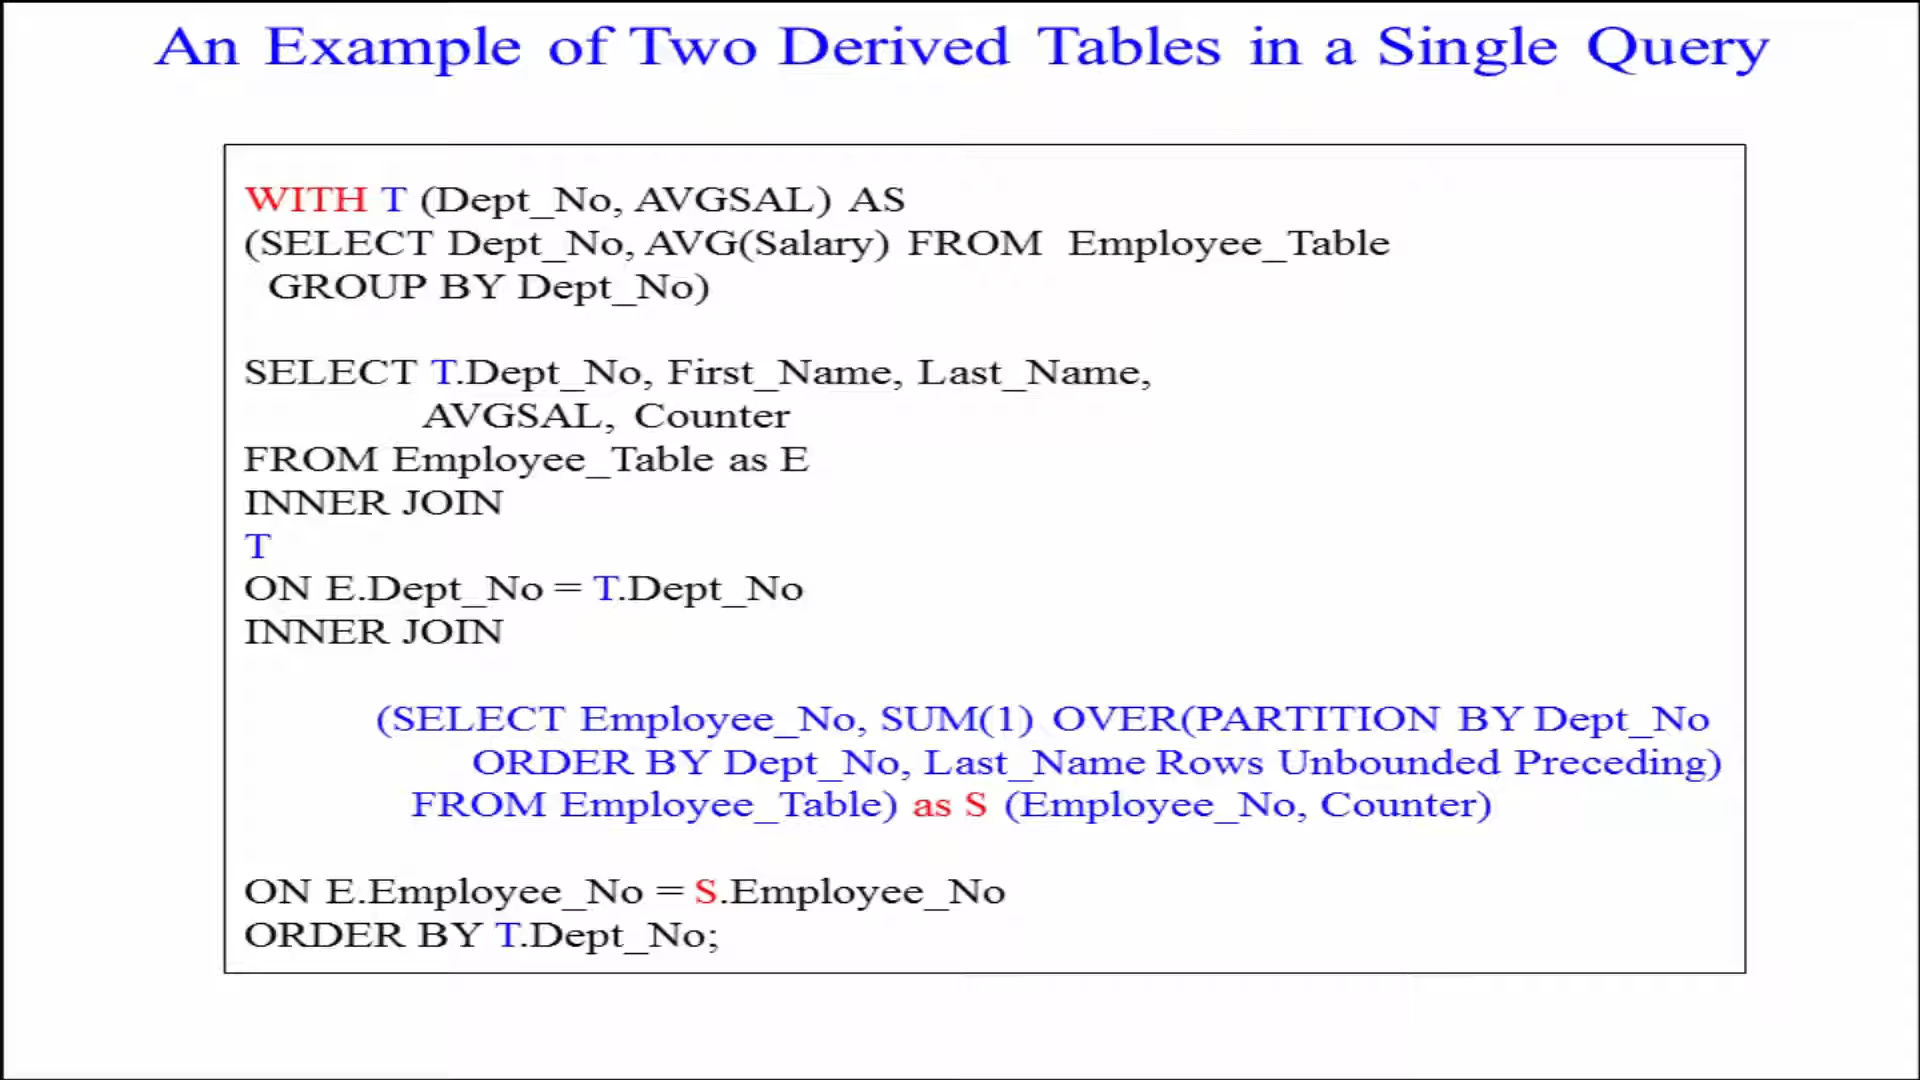 An Example of Two Derived Tables in a Single Query
WITH T (Dept_No, AVGSAL) AS
(SELECT Dept_No, AVG(Salary) FROM Employee_Table
GROUP BY Dept_No)
SELECT T.Dept_No, First_Name, Last_Name,
AVGSAL, Counter
FROM Employee_Table as E
INNER JOIN
T
ON E.Dept_No = T.Dept_No
INNER JOIN
(SELECT Employee_No, SUM(1) OVER(PARTITION BY Dept_No
ORDER BY Dept_No, Last_Name Rows Unbounded Preceding)
FROM Employee_Table) as S (Employee_No, Counter)
ON E.Employee_No = S.Employee_No
ORDER BY T.Dept_No;